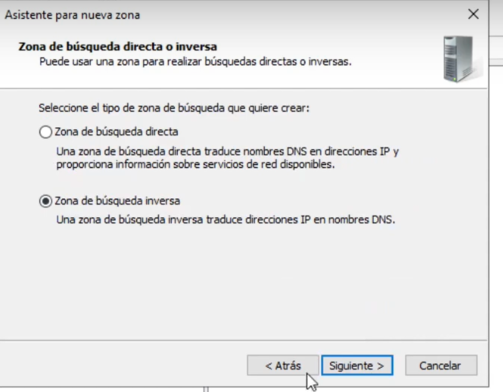 Asistente para nueva zona
Zona de búsqueda directa o inversa
Puede usar una zona para realizar búsquedas directas o inversas.
Seleccione el tipo de zona de búsqueda que quiere crear:
Zona de búsqueda directa
Una zona de búsqueda directa traduce nombres DNS en direcciones IP y
proporciona información sobre servicios de red disponibles.
Zona de búsqueda inversa
Una zona de búsqueda inversa traduce direcciones IP en nombres DNS.
< Atrás
Siguiente >
Cancelar